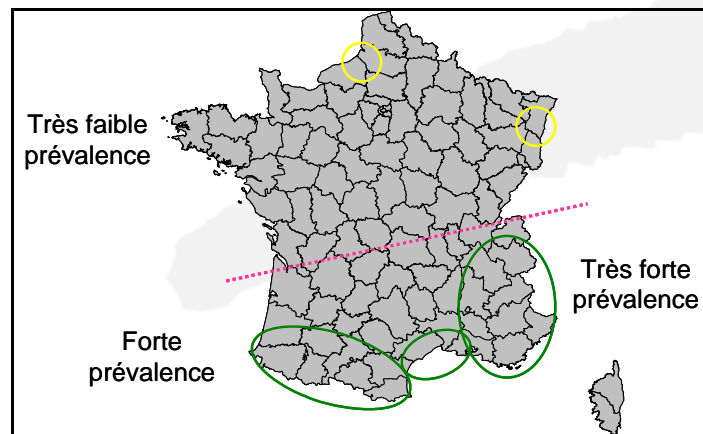 Très faible
prévalence
Très forte
prévalence
Forte
prévalence